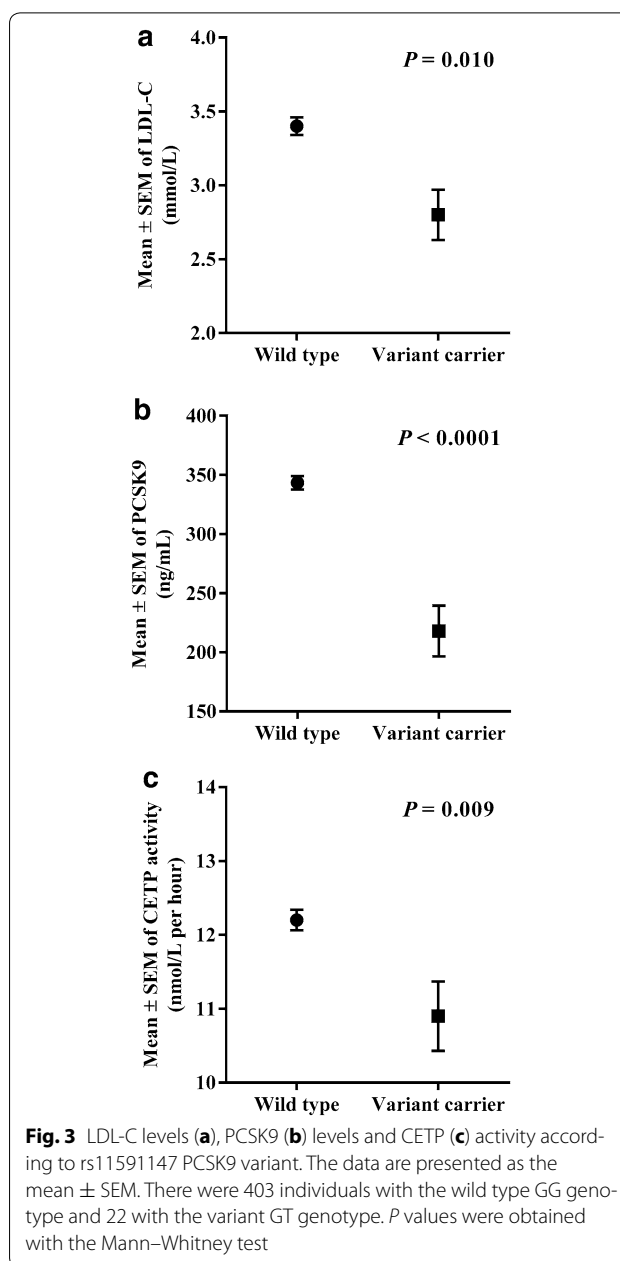 a
4.0
3.5
3.0
2.5
2.0
Mean ± SEM of LDL-C
(mmol/L)
P = 0.010
Wild type
Variant carrier
b
400
350
300
250
200
150
Mean ± SEM of PCSK9
(ng/mL)
P < 0.0001
Wild type
Variant carrier
c
14
13
12
11
10
Mean ± SEM of CETP activity
(nmol/L per hour)
P = 0.009
Wild type
Variant carrier
Fig. 3 LDL-C levels (a), PCSK9 (b) levels and CETP (c) activity accord-
ing to rs11591147 PCSK9 variant. The data are presented as the
mean ± SEM. There were 403 individuals with the wild type GG geno-
type and 22 with the variant GT genotype. P values were obtained
with the Mann–Whitney test